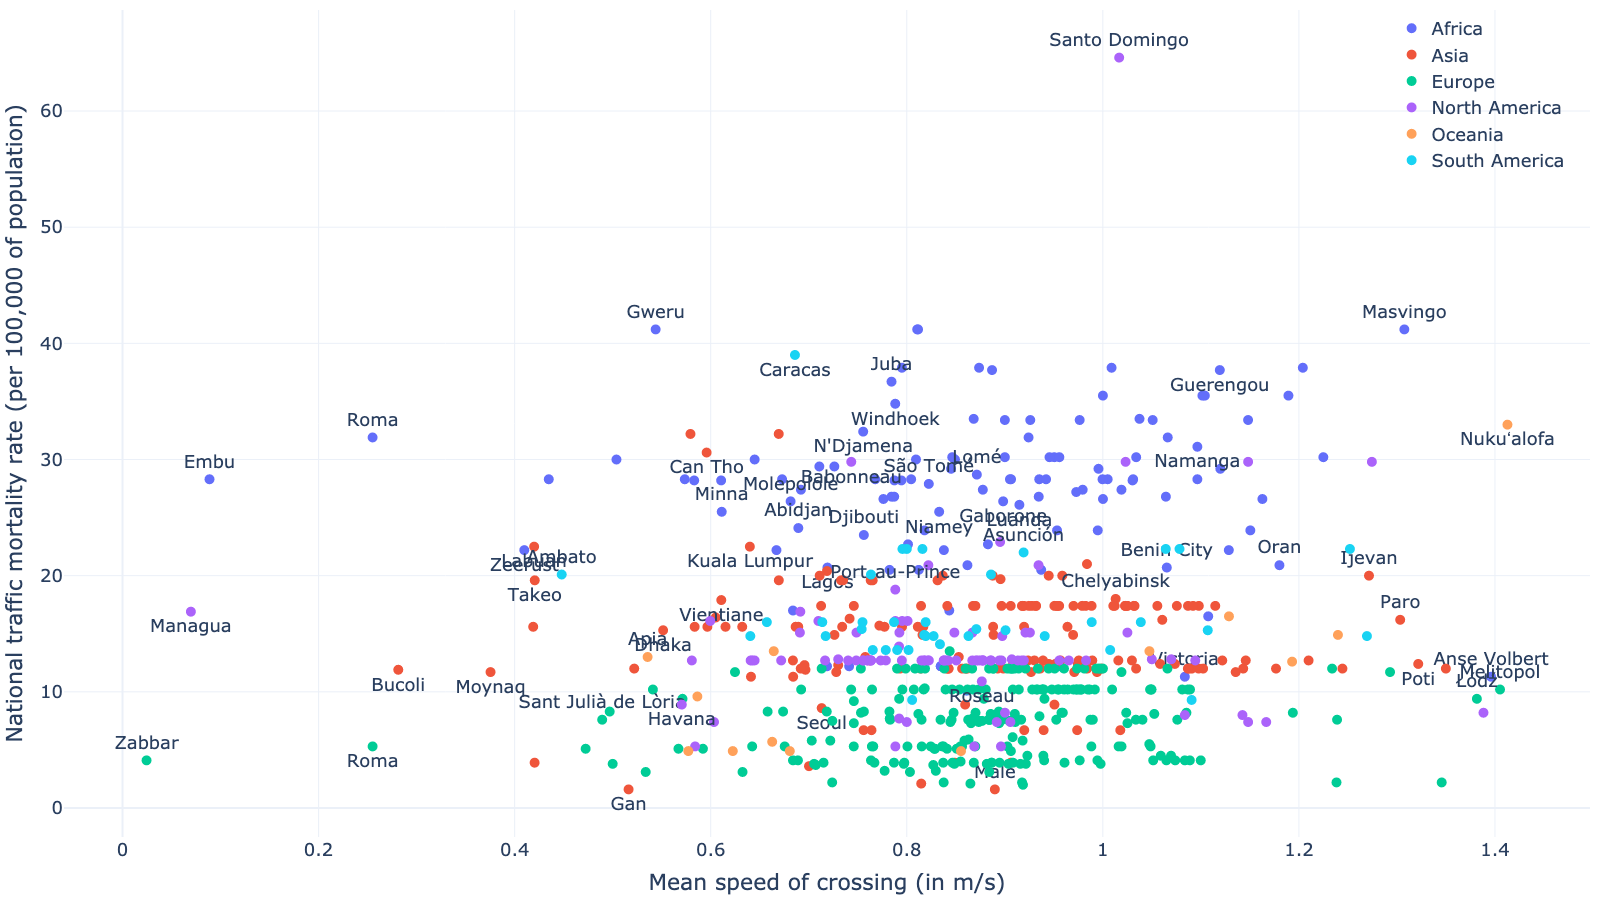 Santo Domingo
Africa
Asia
Europe
North America
Oceania
South America
National traffic mortality rate (per 100,000 of population)
60
50
40
30
20
10
0
Gweru
Masvingo
Caracas
Juba
Guerengou
Roma
Windhoek
Nukuʻalofa
N'Djamena
Embu
Can Tho
São Tomé
Lomé
Namanga
Babonneau
Molepolole
Minna
Abidjan
Djibouti
Niamey
Gaborone
Luanda
Asunción
Zeerust
Labuan
Ambato
Kuala Lumpur
Benin City
Oran
Ijevan
Port-au-Prince
Lagos
Chelyabinsk
Takeo
Paro
Managua
Vientiane
Apia
Dhaka
Victoria
Anse Volbert
Melitopol
Bucoli
Moynaq
Poti
Łódź
Sant Julià de Lòria
Roseau
Havana
Seoul
Zabbar
Roma
Male
Gan
0
0.2
0.4
0.6
0.8
1
1.2
1.4
Mean speed of crossing (in m/s)